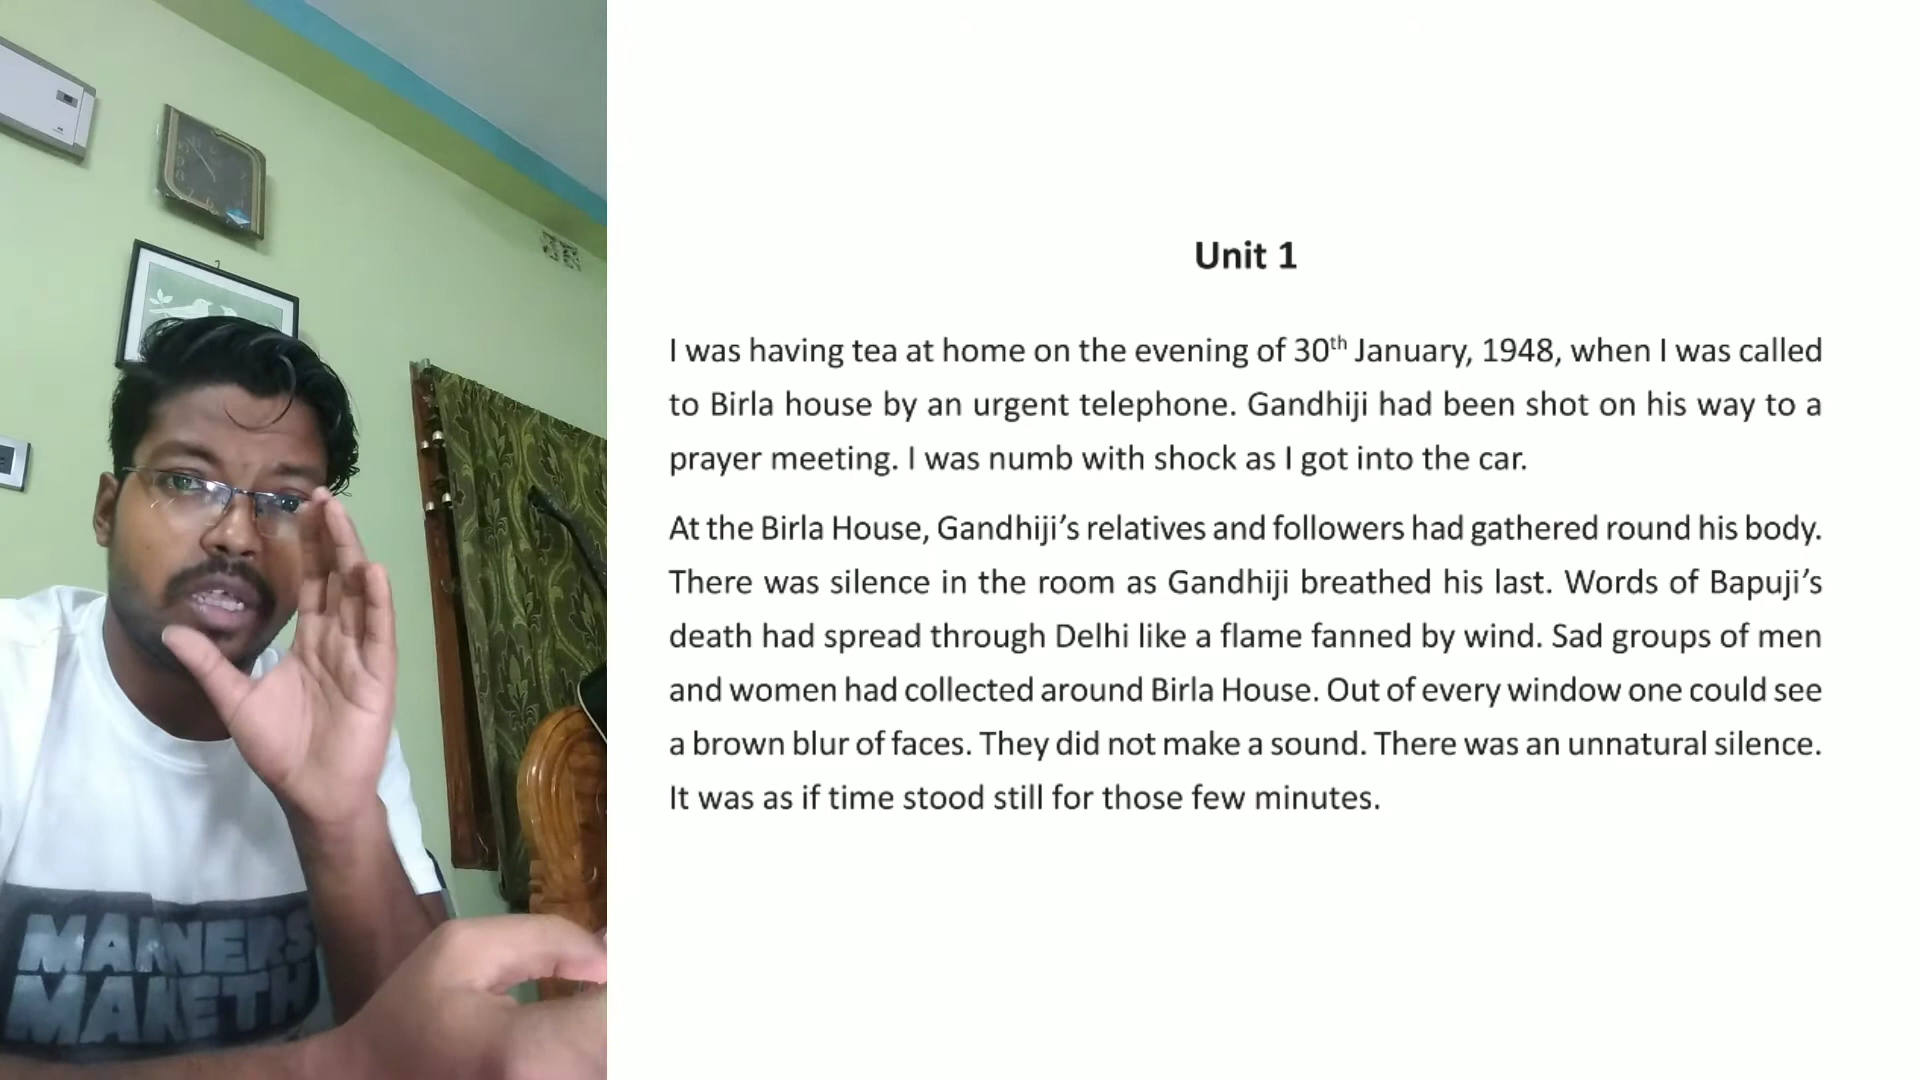 Unit 1
I was having tea at home on the evening of 30th January, 1948, when I was called
to Birla house by an urgent telephone. Gandhiji had been shot on his way to a
prayer meeting. I was numb with shock as I got into the car.
At the Birla House, Gandhiji’s relatives and followers had gathered round his body.
There was silence in the room as Gandhiji breathed his last. Words of Bapuji’s
death had spread through Delhi like a flame fanned by wind. Sad groups of men
and women had collected around Birla House. Out of every window one could see
a brown blur of faces. They did not make a sound. There was an unnatural silence.
It was as if time stood still for those few minutes.
MANNERS
MAKETH